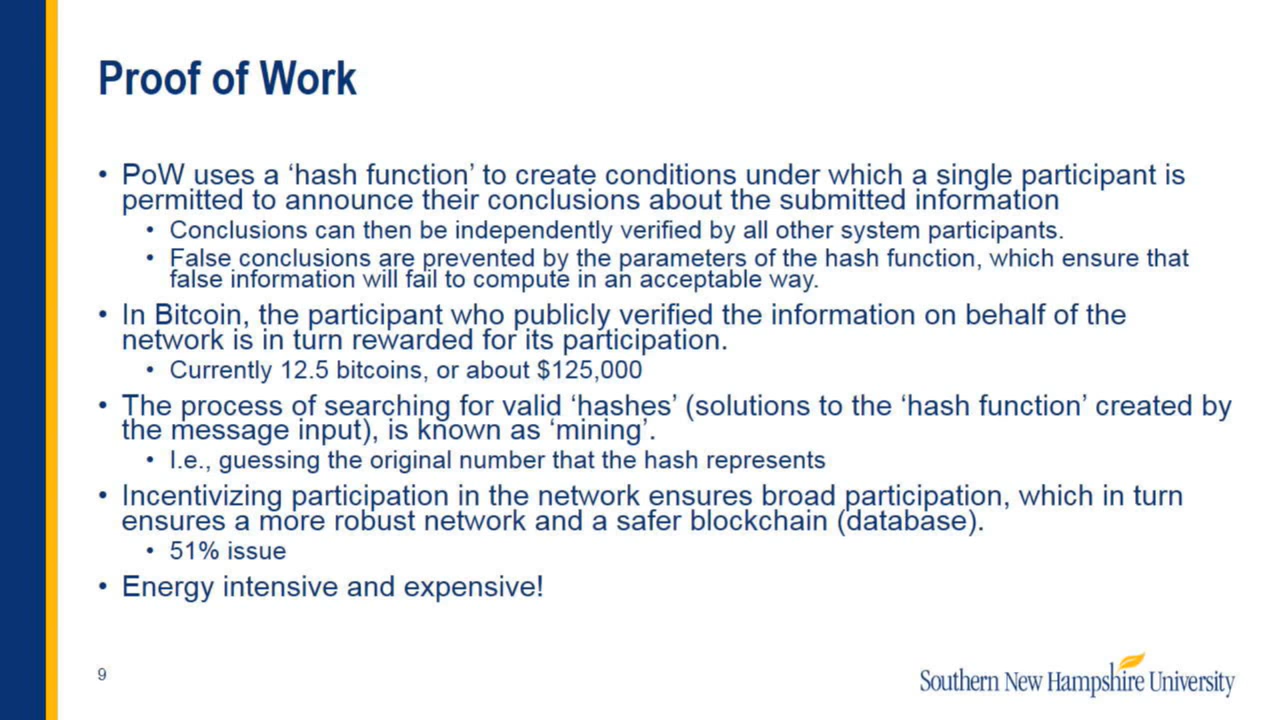 Proof of Work
• PoW uses a ‘hash function’ to create conditions under which a single participant is
permitted to announce their conclusions about the submitted information
• Conclusions can then be independently verified by all other system participants.
• False conclusions are prevented by the parameters of the hash function, which ensure that
false information will fail to compute in an acceptable way.
• In Bitcoin, the participant who publicly verified the information on behalf of the
network is in turn rewarded for its participation.
• Currently 12.5 bitcoins, or about $125,000
• The process of searching for valid ‘hashes’ (solutions to the ‘hash function’ created by
the message input), is known as ‘mining’.
• I.e., guessing the original number that the hash represents
• Incentivizing participation in the network ensures broad participation, which in turn
ensures a more robust network and a safer blockchain (database).
• 51% issue
• Energy intensive and expensive!
9
Southern New Hampshire University